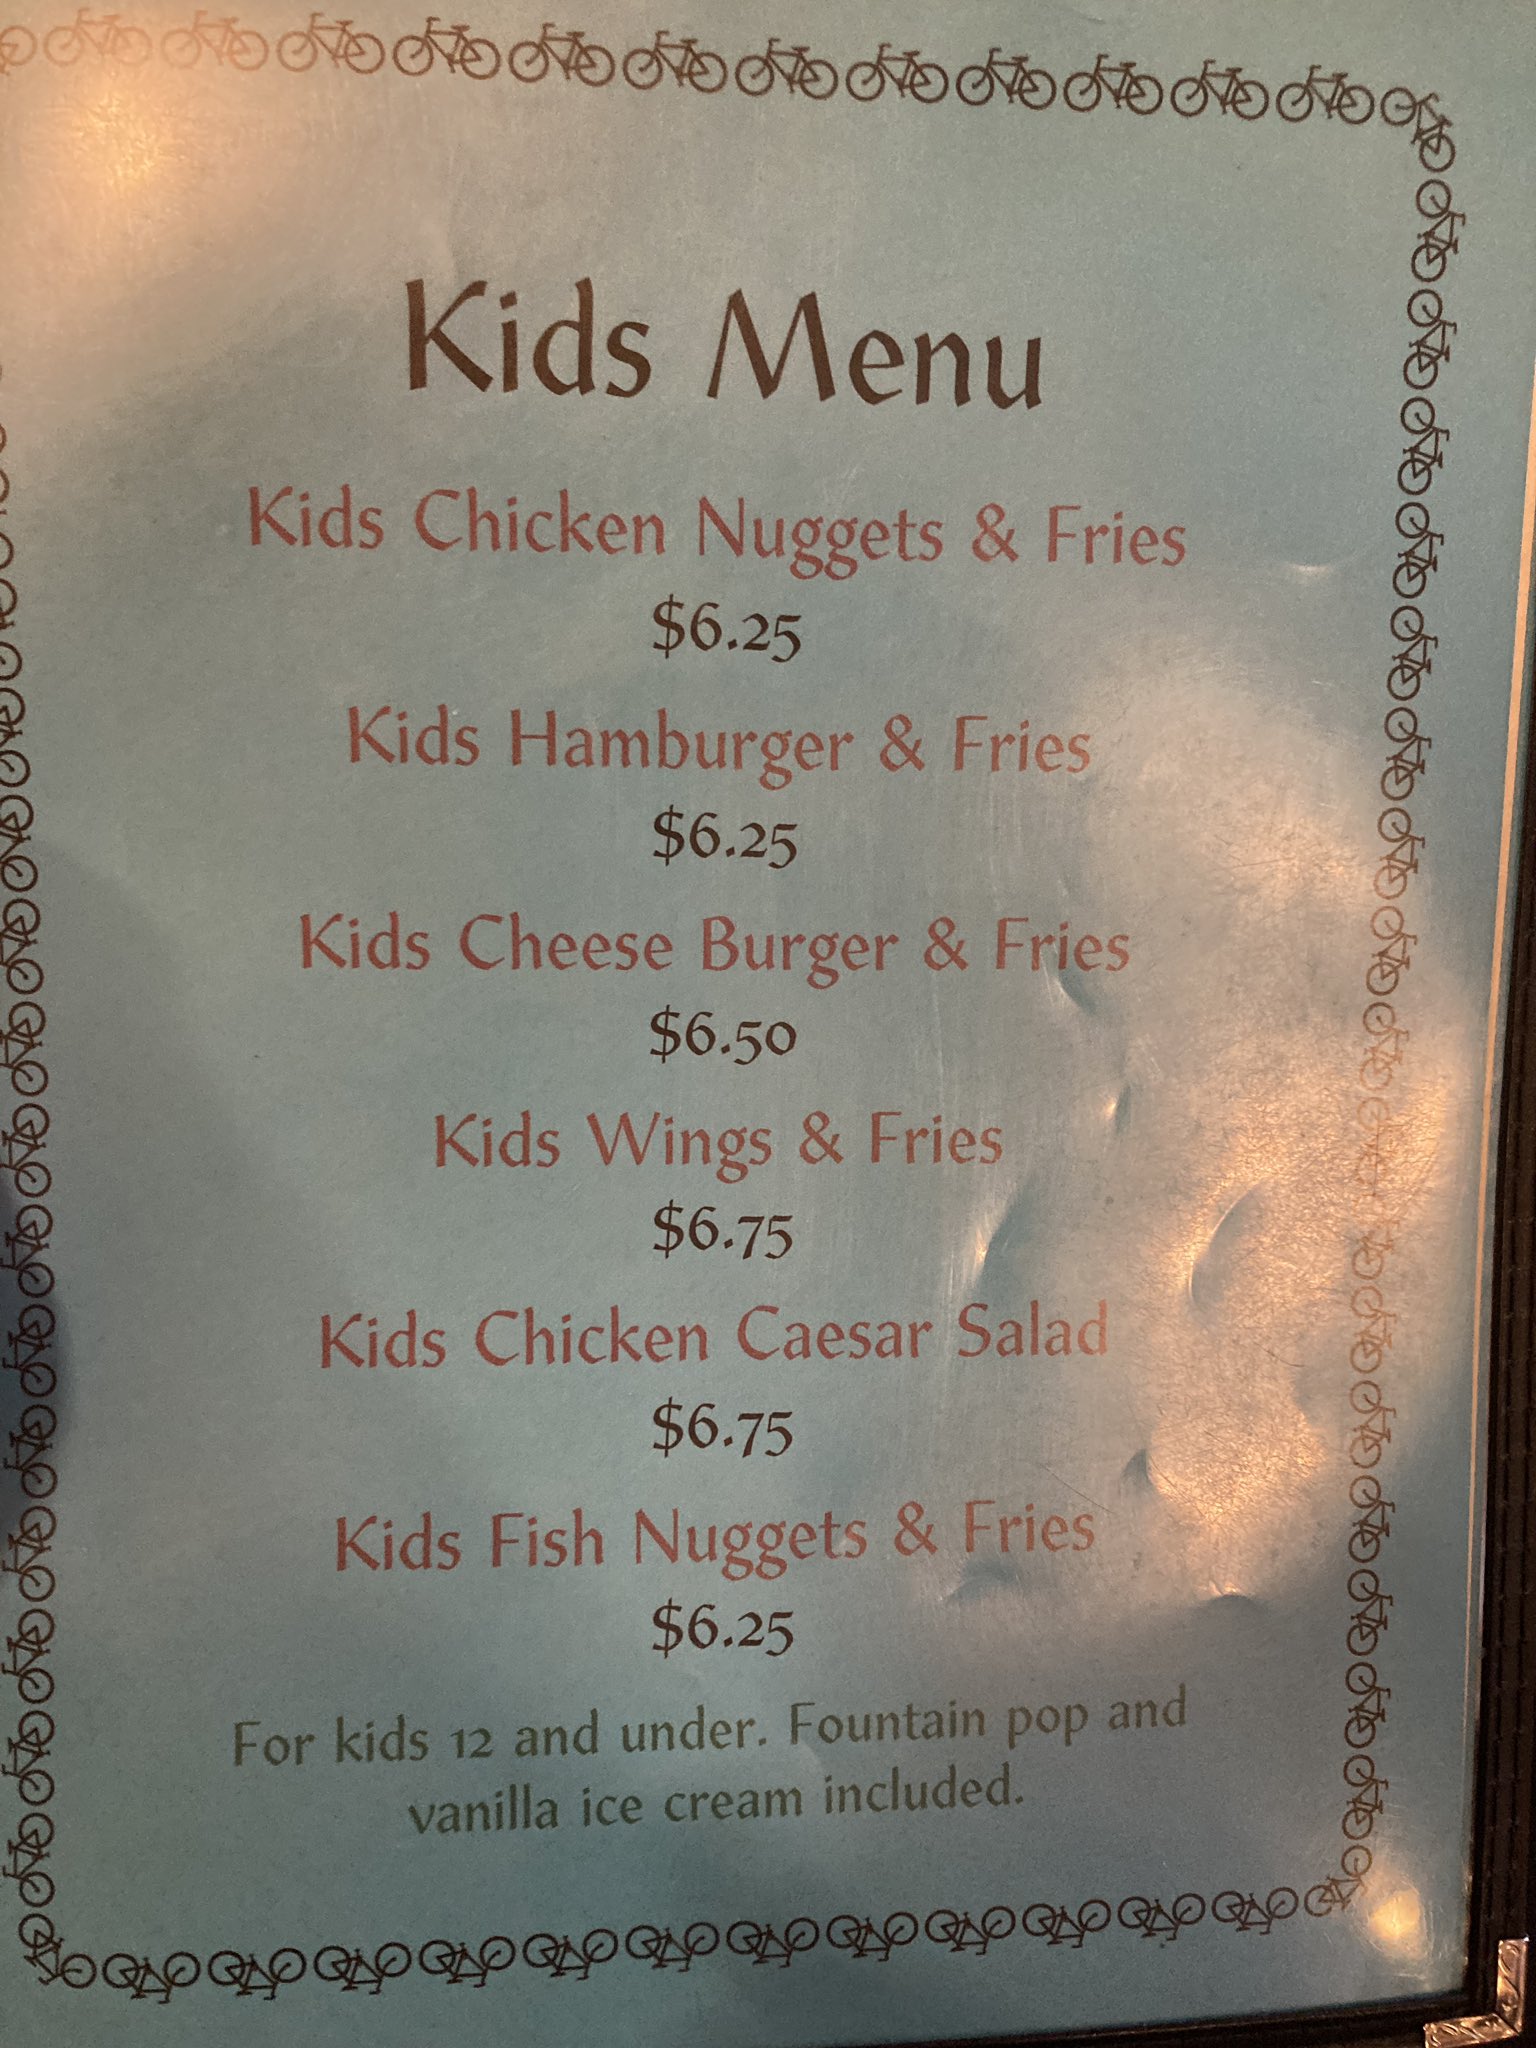 Kids Menu
Kids Chicken Nuggets & Fries
$6.25
Kids Hamburger & Fries
$6.25
Kids Cheese Burger & Fries
$6.50
Kids Wings & Fries
$6.75
Kids Chicken Caesar Salad
$6.75
Kids Fish Nuggets & Fries
$6.25
For kids 12 and under. Fountain pop and
vanilla ice cream included.